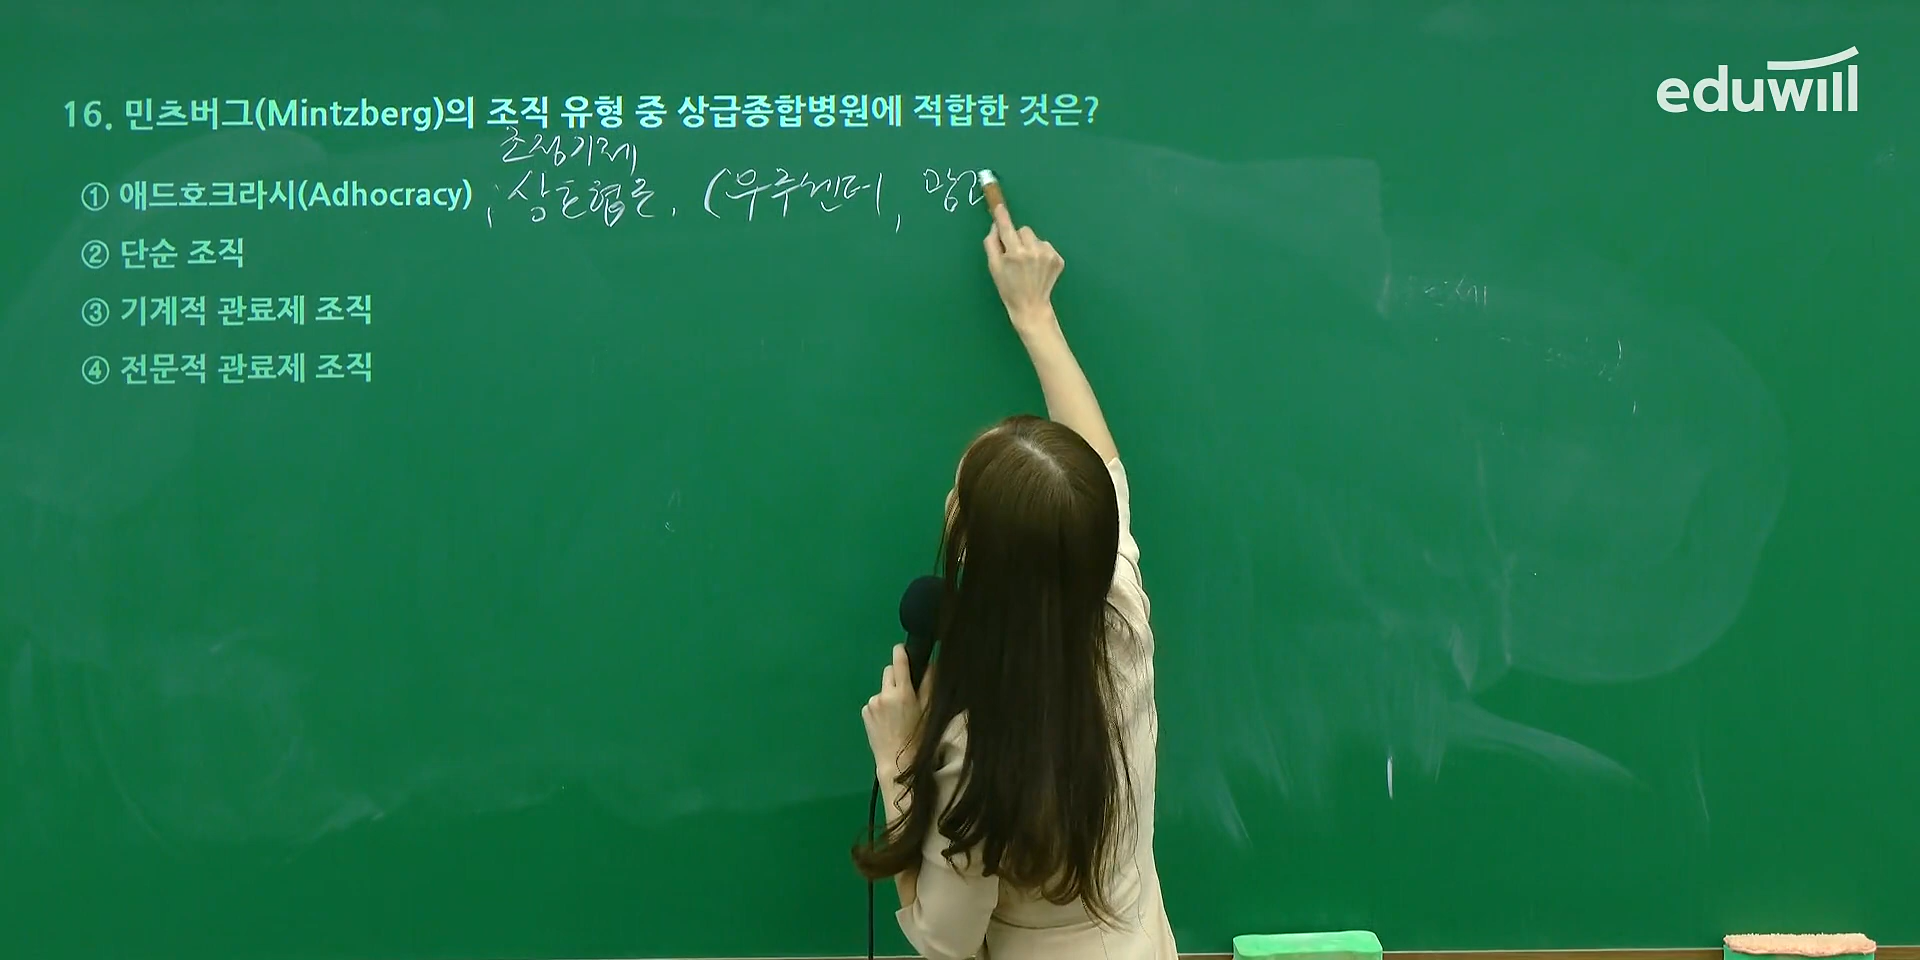 eduwill
16. 민츠버그(Mintzberg)의 조직 유형 중 상급종합병원에 적합한 것은?
조정기제
① 애드호크라시(Adhocracy) ; 상호협조, (우주센터,
② 단순 조직
③ 기계적 관료제 조직
④ 전문적 관료제 조직